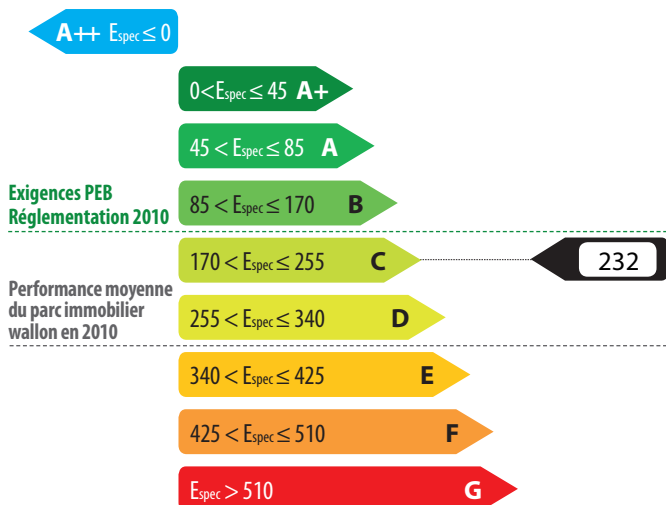 A++ Espec ≤ 0
0<Espec ≤ 45 A+
45 < Espec ≤ 85 A
Exigences PEB
Réglementation 2010
85 < Espec ≤ 170 B
170 < Espec ≤ 255 C
232
Performance moyenne
du parc immobilier
wallon en 2010
255 < Espec ≤ 340 D
340 < Espec ≤ 425 E
425 < Espec ≤ 510 F
Espec > 510 G